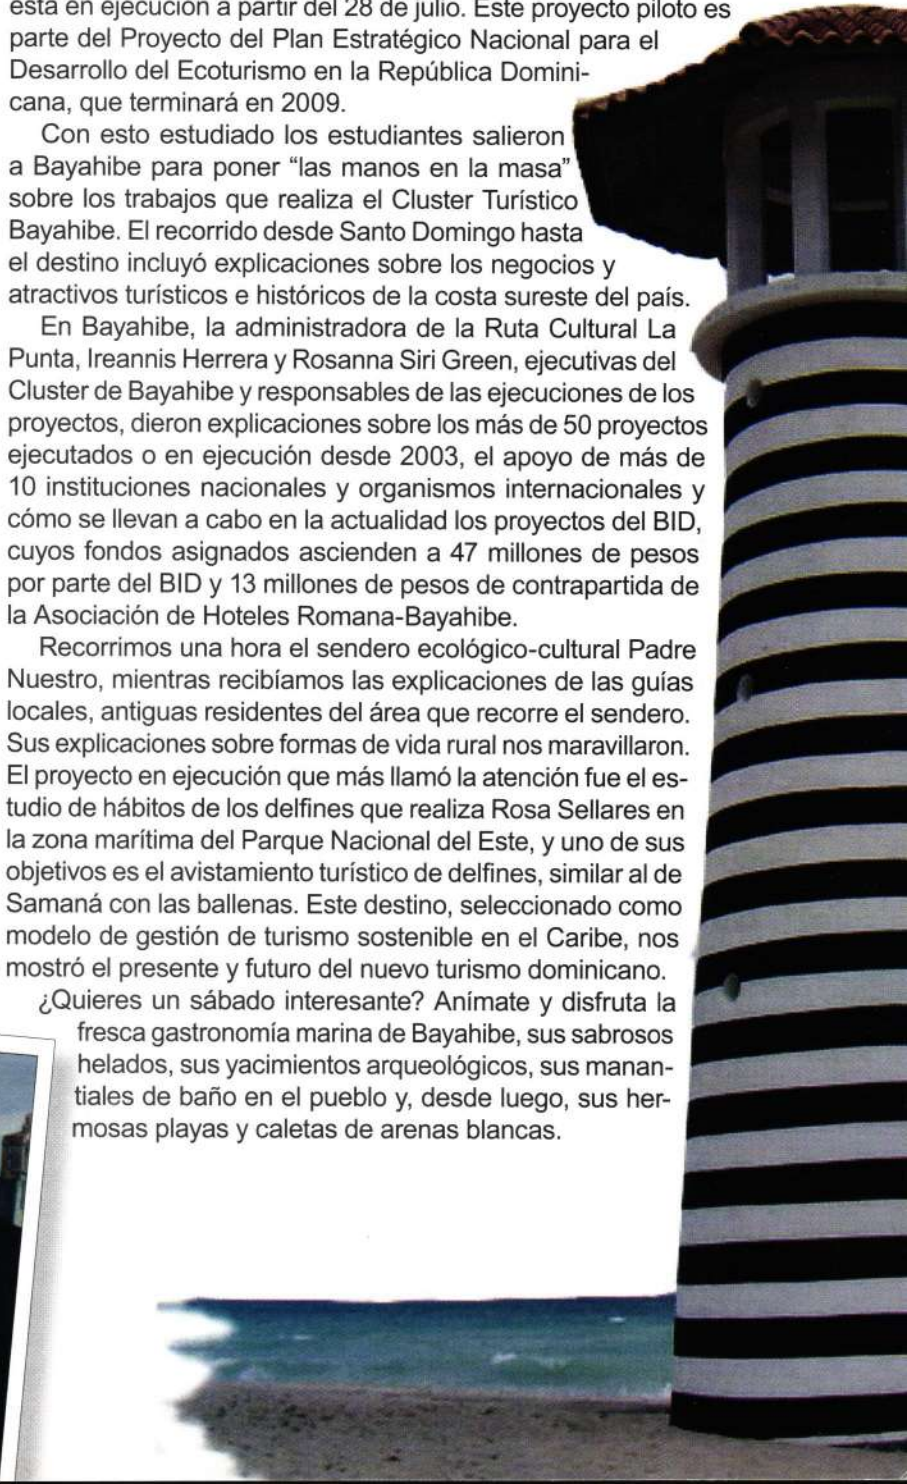 está en ejecución a partir del 28 de julio. Este proyecto piloto es
parte del Proyecto del Plan Estratégico Nacional para el
Desarrollo del Ecoturismo en la República Domini-
cana, que terminará en 2009.
Con esto estudiado los estudiantes salieron
a Bayahibe para poner “las manos en la masa”
sobre los trabajos que realiza el Cluster Turístico
Bayahibe. El recorrido desde Santo Domingo hasta
el destino incluyó explicaciones sobre los negocios y
atractivos turísticos e históricos de la costa sureste del país.
En Bayahibe, la administradora de la Ruta Cultural La
Punta, Ireannis Herrera y Rosanna Siri Green, ejecutivas del
Cluster de Bayahibe y responsables de las ejecuciones de los
proyectos, dieron explicaciones sobre los más de 50 proyectos
ejecutados o en ejecución desde 2003, el apoyo de más de
10 instituciones nacionales y organismos internacionales y
cómo se llevan a cabo en la actualidad los proyectos del BID,
cuyos fondos asignados ascienden a 47 millones de pesos
por parte del BID y 13 millones de pesos de contrapartida de
la Asociación de Hoteles Romana-Bayahibe.
Recorrimos una hora el sendero ecológico-cultural Padre
Nuestro, mientras recibíamos las explicaciones de las guías
locales, antiguas residentes del área que recorre el sendero.
Sus explicaciones sobre formas de vida rural nos maravillaron.
El proyecto en ejecución que más llamó la atención fue el es-
tudio de hábitos de los delfines que realiza Rosa Sellares en
la zona marítima del Parque Nacional del Este, y uno de sus
objetivos es el avistamiento turístico de delfines, similar al de
Samaná con las ballenas. Este destino, seleccionado como
modelo de gestión de turismo sostenible en el Caribe, nos
mostró el presente y futuro del nuevo turismo dominicano.
¿Quieres un sábado interesante? Anímate y disfruta la
fresca gastronomía marina de Bayahibe, sus sabrosos
helados, sus yacimientos arqueológicos, sus manan-
tiales de baño en el pueblo y, desde luego, sus her-
mosas playas y caletas de arenas blancas.